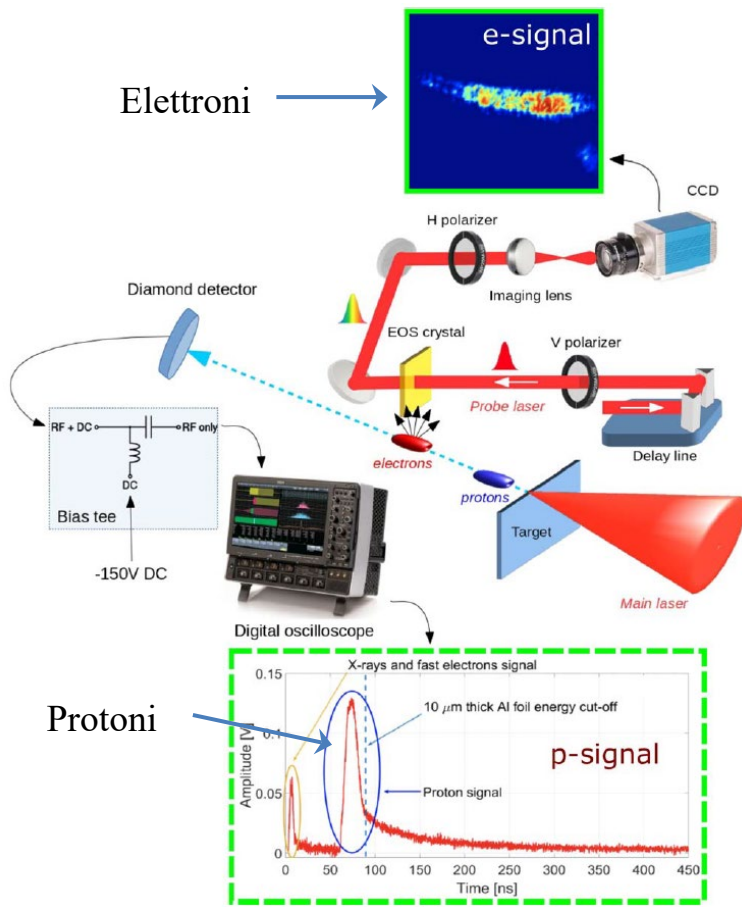 e-signal
Elettroni
CCD
H polarizer
Imaging lens
Diamond detector
EOS crystal
V polarizer
Probe laser
RF + DC
RF only
DC
Bias tee
electrons
protons
Delay line
Target
-150V DC
Main laser
Digital oscilloscope
X-rays and fast electrons signal
Protoni
10 μm thick Al foil energy cut-off
p-signal
Proton signal
Amplitude [V]
0.15
0.1
0.05
0
0 50 100 150 200 250 300 350 400 450
Time [ns]